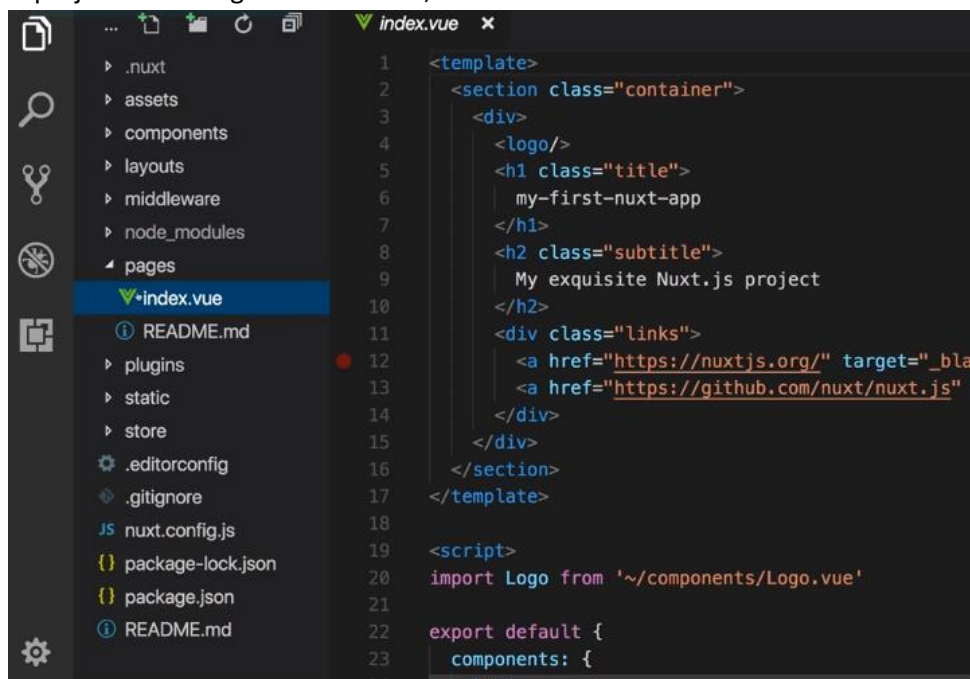 ... index.vue ×
.nuxt
assets
components
layouts
middleware
node_modules
pages
index.vue
README.md
plugins
static
store
.editorconfig
.gitignore
JS nuxt.config.js
{} package-lock.json
{} package.json
README.md
1 <template>
2 <section class="container">
3 <div>
4 <logo/>
5 <h1 class="title">
6 my-first-nuxt-app
7 </h1>
8 <h2 class="subtitle">
9 My exquisite Nuxt.js project
10 </h2>
11 <div class="links">
12 <a href="https://nuxtjs.org/" target="_bla
13 <a href="https://github.com/nuxt/nuxt.js"
14 </div>
15 </div>
16 </section>
17 </template>
18
19 <script>
20 import Logo from '~/components/Logo.vue'
21
22 export default {
23 components: {